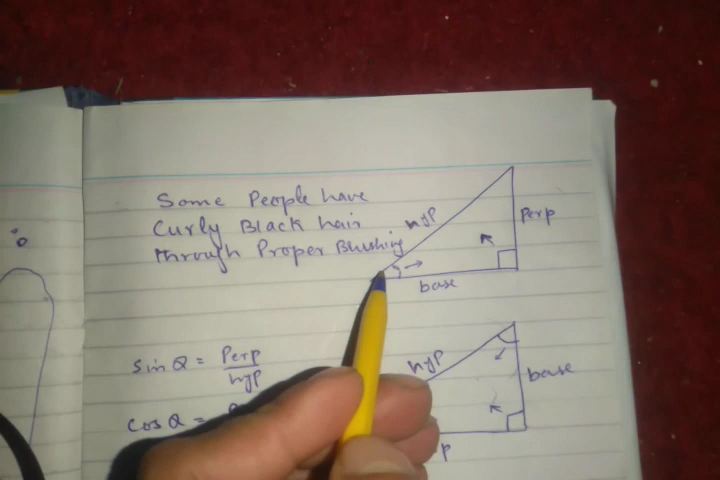 Some People have
Curly Black hair
through Proper Brushing
hyp
Perp
base
sin Q = Perp
hyp
cos Q =
hyp
base
p